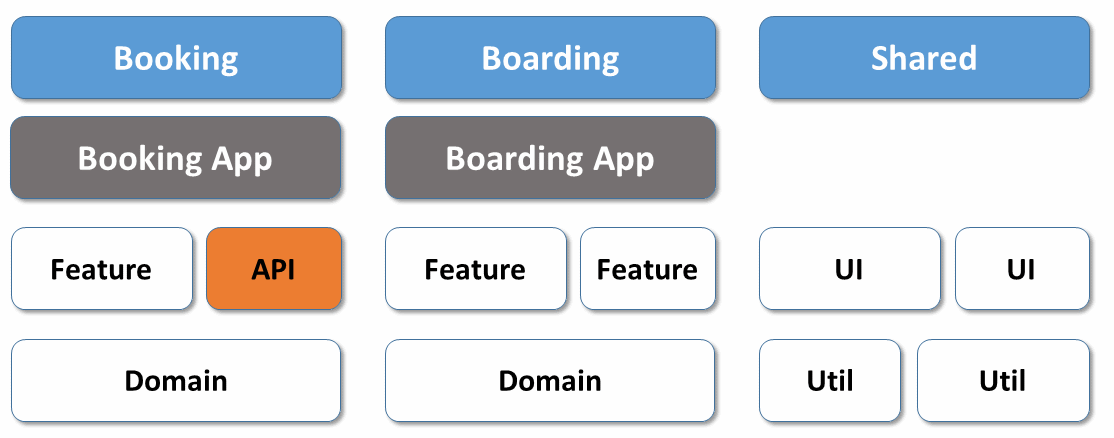 Booking
Boarding
Shared
Booking App
Boarding App
Feature
API
Feature
Feature
UI
UI
Domain
Domain
Util
Util